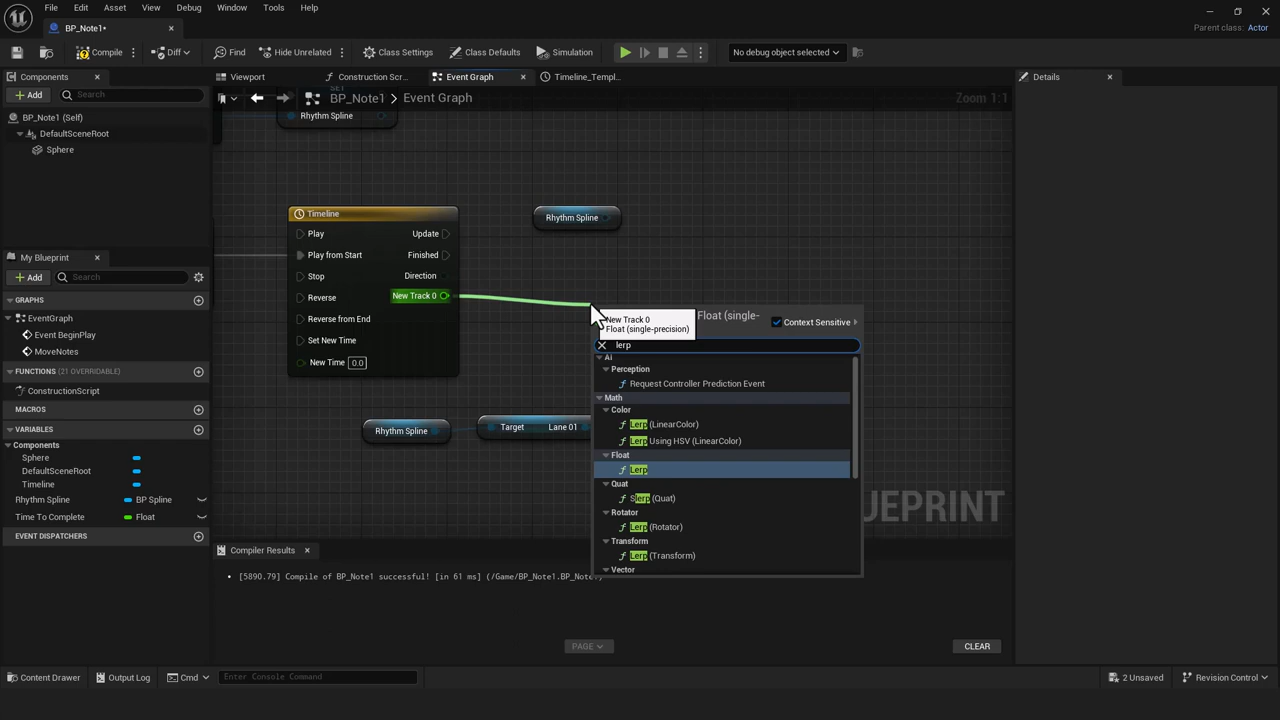 File Edit Asset View Debug Window Tools Help
BP_Note1•
Parent class: Actor
Compile Diff Find Hide Unrelated Class Settings Class Defaults Simulation No debug object selected
Components
Viewport Construction Scr... Event Graph Timeline_Templ...
Details
+ Add Search
BP_Note1 > Event Graph
Zoom 1:1
BP_Note1 (Self)
DefaultSceneRoot
Sphere
SET
Rhythm Spline
Timeline
Play Update
Play from Start Finished
Stop Direction
Reverse New Track 0
Reverse from End
Set New Time
New Time 0.0
Rhythm Spline
New Track 0
Float (single-precision)
Float (single-
Context Sensitive
lerp
AI
Perception
Request Controller Prediction Event
Math
Color
Lerp (LinearColor)
Lerp Using HSV (LinearColor)
Float
Lerp
Quat
Slerp (Quat)
Rotator
Lerp (Rotator)
Transform
Lerp (Transform)
Vector
Rhythm Spline Target Lane 01
UEPRINT
My Blueprint
+ Add Search
GRAPHS
EventGraph
Event BeginPlay
MoveNotes
FUNCTIONS (21 OVERRIDABLE)
ConstructionScript
MACROS
VARIABLES
Components
Sphere
DefaultSceneRoot
Timeline
Rhythm Spline BP Spline
Time To Complete Float
EVENT DISPATCHERS
Compiler Results
[5890.79] Compile of BP_Note1 successful! [in 61 ms] (/Game/BP_Note1.BP_Note1)
PAGE
CLEAR
Content Drawer Output Log Cmd Enter Console Command 2 Unsaved Revision Control